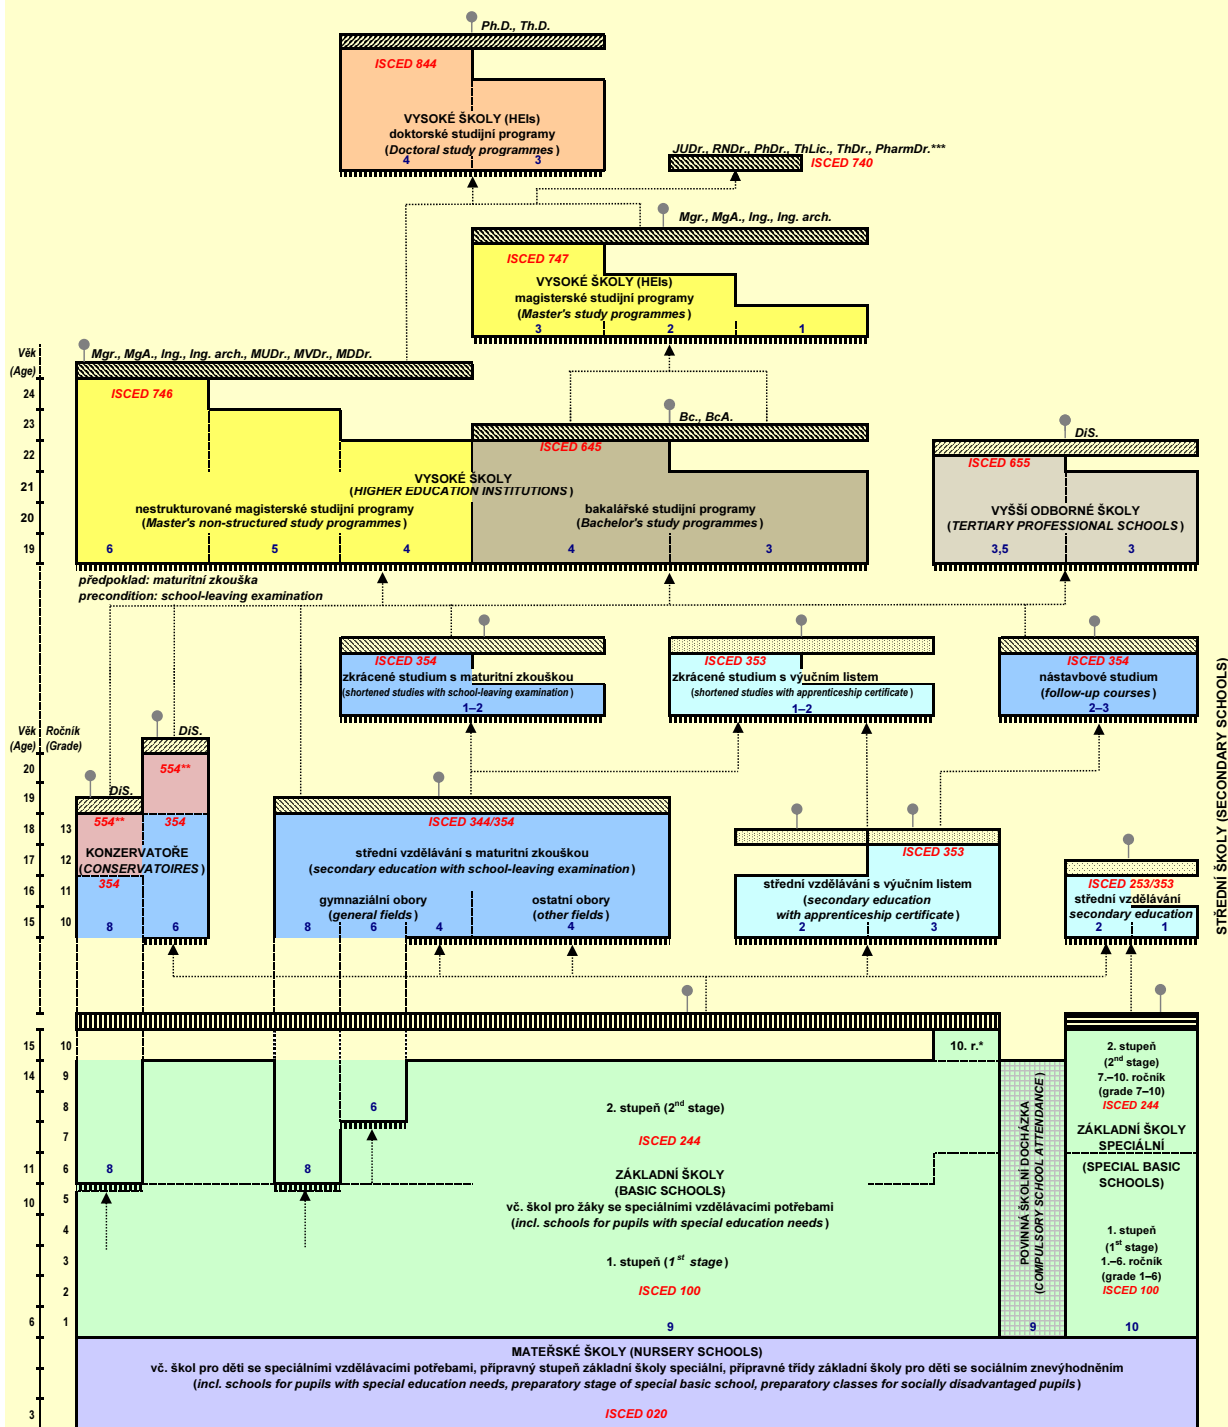 Ph.D., Th.D.
ISCED 844
VYSOKÉ ŠKOLY (HEIs)
doktorské studijní programy
(Doctoral study programmes)
4 3
JUDr., RNDr., PhDr., ThLic., ThDr., PharmDr.***
ISCED 740
Mgr., MgA., Ing., Ing. arch.
ISCED 747
VYSOKÉ ŠKOLY (HEIs)
magisterské studijní programy
(Master's study programmes)
3 2 1
Věk
(Age)
Mgr., MgA., Ing., Ing. arch., MUDr., MVDr., MDDr.
24
23
22
21
20
19
ISCED 746
Bc., BcA.
ISCED 645
VYSOKÉ ŠKOLY
(HIGHER EDUCATION INSTITUTIONS)
nestrukturované magisterské studijní programy
(Master's non-structured study programmes)
6 5 4
bakalářské studijní programy
(Bachelor's study programmes)
4 3
DiS.
ISCED 655
VYŠŠÍ ODBORNÉ ŠKOLY
(TERTIARY PROFESSIONAL SCHOOLS)
3,5 3
předpoklad: maturitní zkouška
precondition: school-leaving examination
ISCED 354
zkrácené studium s maturitní zkouškou
(shortened studies with school-leaving examination)
1–2
ISCED 353
zkrácené studium s výučním listem
(shortened studies with apprenticeship certificate)
1–2
ISCED 354
nástavbové studium
(follow-up courses)
2–3
STŘEDNÍ ŠKOLY (SECONDARY SCHOOLS)
Věk Ročník
(Age) (Grade)
20
19
18 13
17 12
16 11
15 10
DiS.
554**
DiS.
554** 354
KONZERVATOŘE
(CONSERVATOIRES)
354
8 6
ISCED 344/354
střední vzdělávání s maturitní zkouškou
(secondary education with school-leaving examination)
gymnaziální obory
(general fields)
8 6 4
ostatní obory
(other fields)
4
ISCED 353
střední vzdělávání s výučním listem
(secondary education
with apprenticeship certificate)
2 3
ISCED 253/353
střední vzdělávání
secondary education
2 1
15 10
14 9
8
7
11 6
10 5
4
3
2
6 1
3
10. r.*
8
8
6
2. stupeň (2nd stage)
ISCED 244
ZÁKLADNÍ ŠKOLY
(BASIC SCHOOLS)
vč. škol pro žáky se speciálními vzdělávacími potřebami
(incl. schools for pupils with special education needs)
1. stupeň (1st stage)
ISCED 100
9
POVINNÁ ŠKOLNÍ DOCHÁZKA
(COMPULSORY SCHOOL ATTENDANCE)
9
2. stupeň
(2nd stage)
7.–10. ročník
(grade 7–10)
ISCED 244
ZÁKLADNÍ ŠKOLY
SPECIÁLNÍ
(SPECIAL BASIC
SCHOOLS)
1. stupeň
(1st stage)
1.–6. ročník
(grade 1–6)
ISCED 100
10
MATEŘSKÉ ŠKOLY (NURSERY SCHOOLS)
vč. škol pro děti se speciálními vzdělávacími potřebami, přípravný stupeň základní školy speciální, přípravné třídy základní školy pro děti se sociálním znevýhodněním
(incl. schools for pupils with special education needs, preparatory stage of special basic school, preparatory classes for socially disadvantaged pupils)
ISCED 020